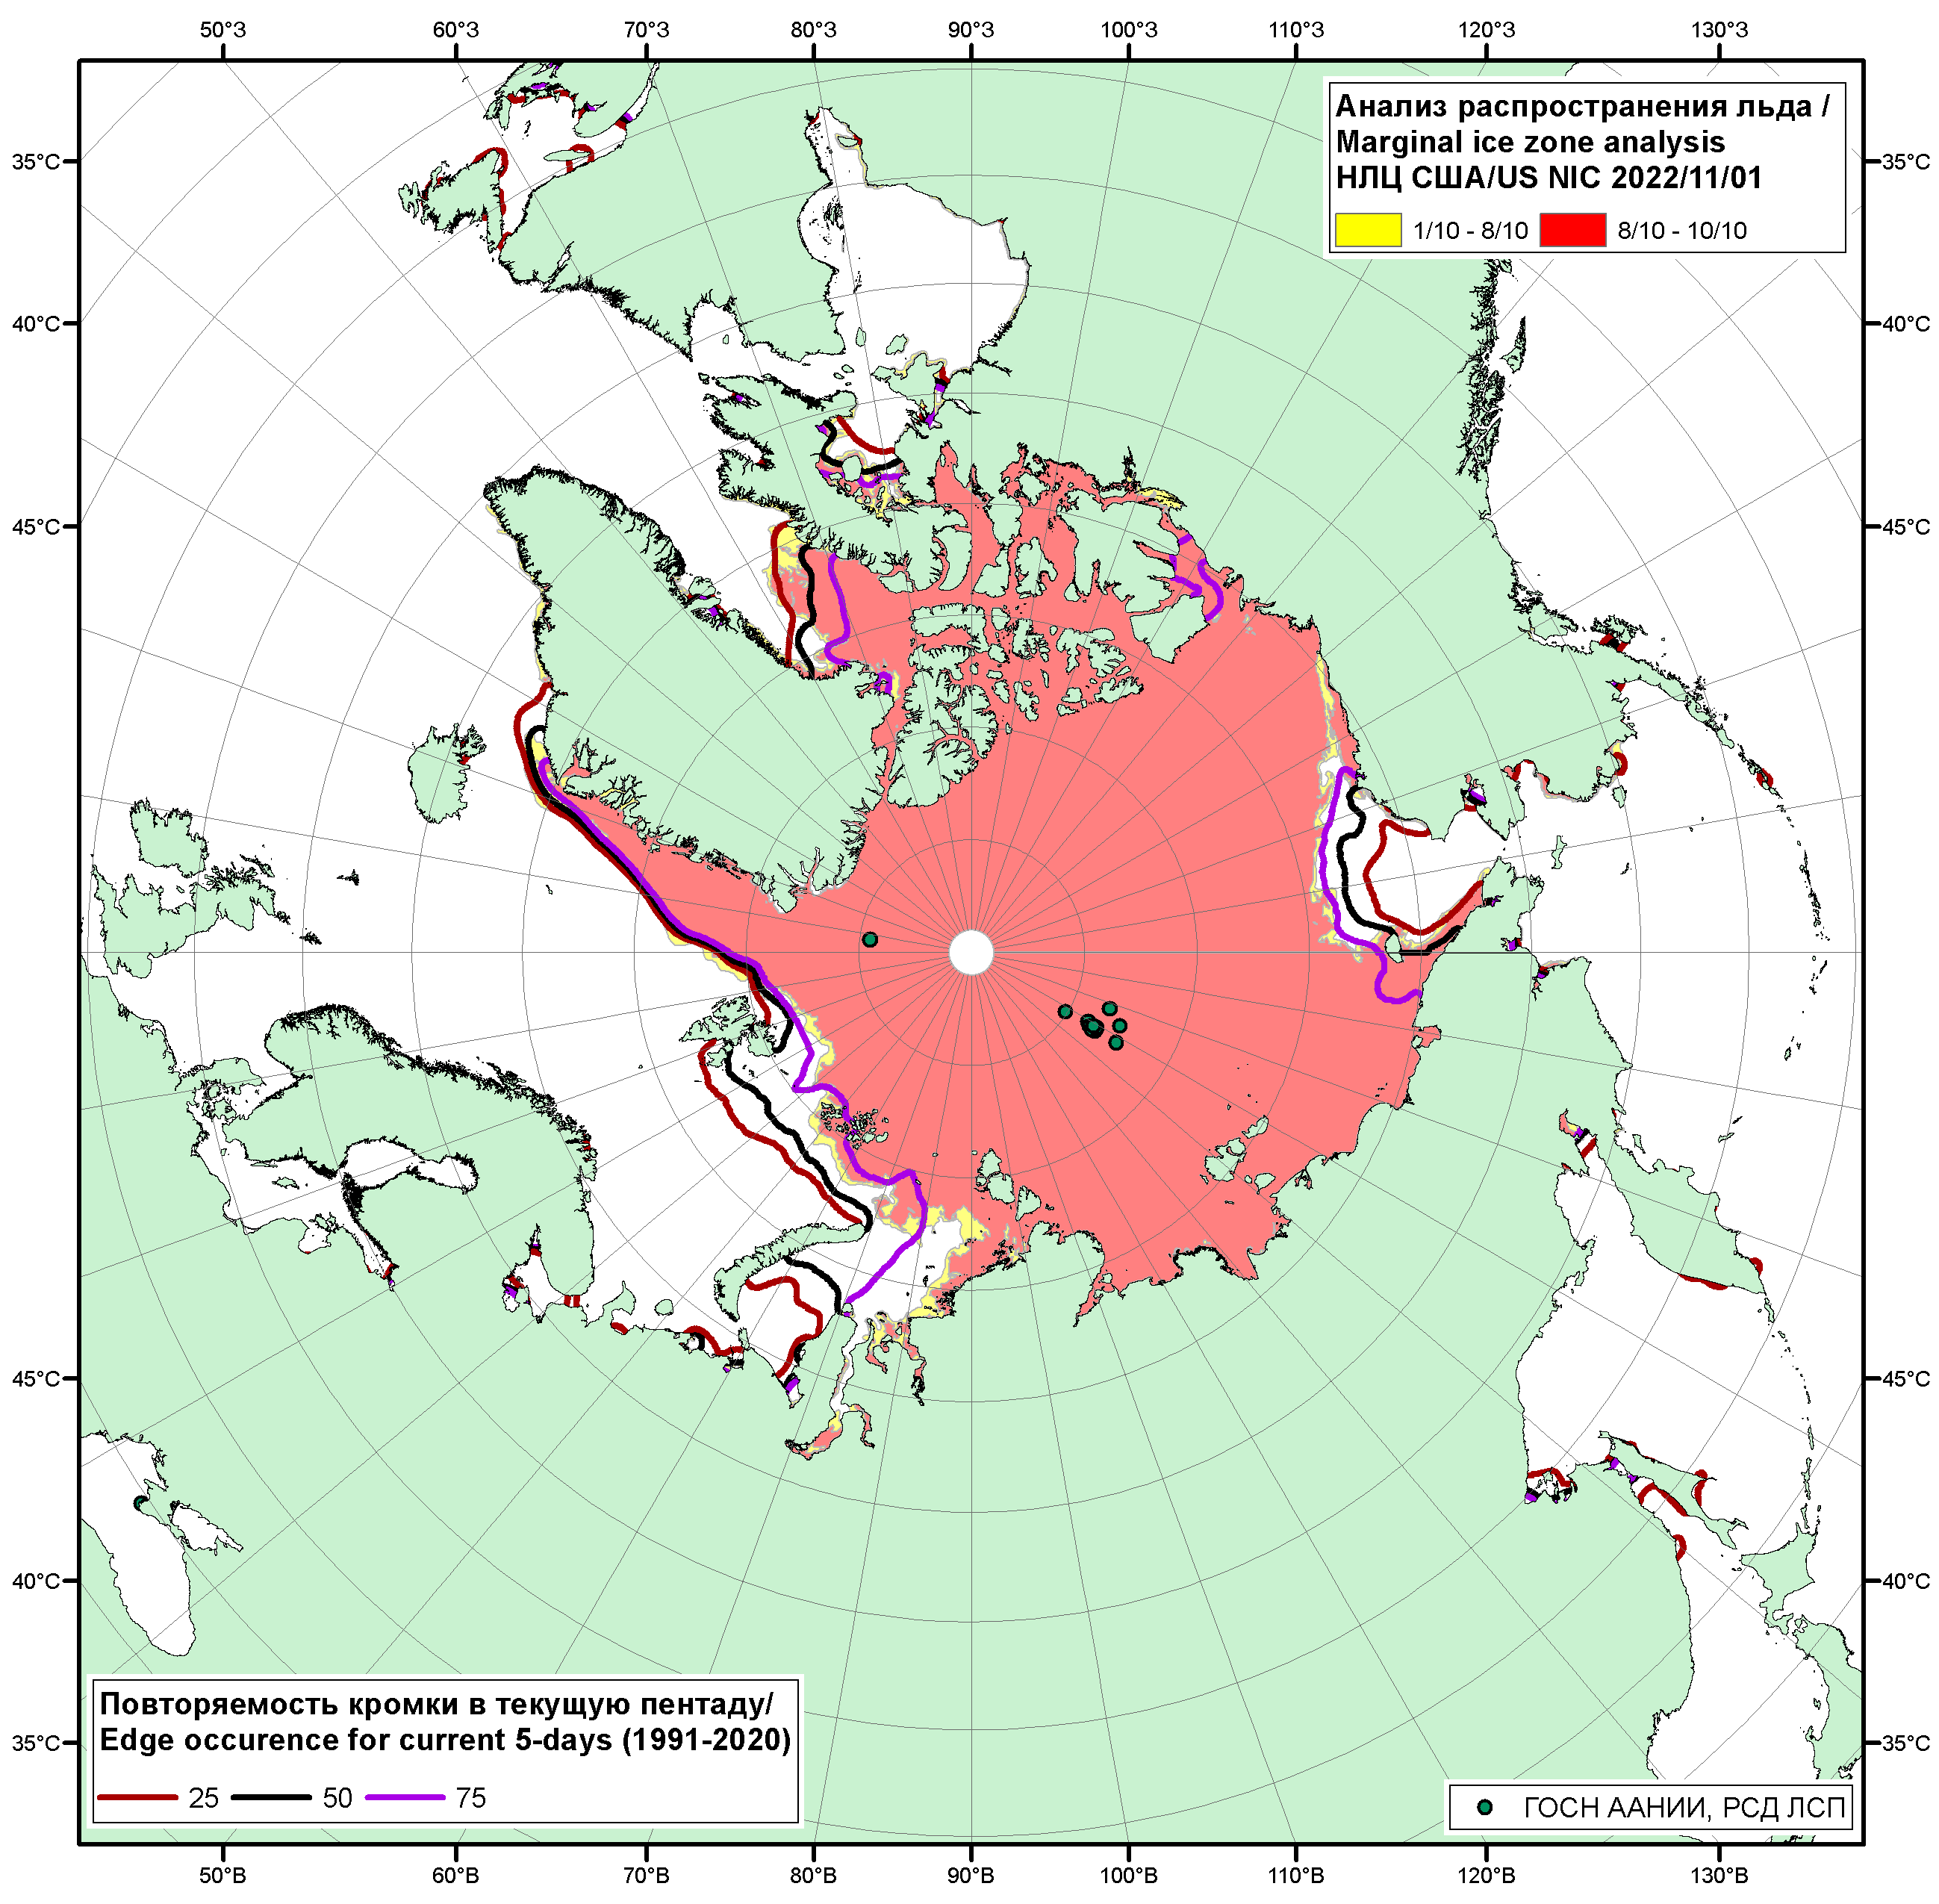 50°З 60°З 70°З 80°З 90°З 100°З 110°З 120°З 130°З
Анализ распространения льда /
Marginal ice zone analysis
НЛЦ США/US NIC 2022/11/01
1/10 - 8/10 8/10 - 10/10
35°С 35°С
40°С 40°С
45°С 45°С
45°С 45°С
40°С 40°С
35°С 35°С
Повторяемость кромки в текущую пентаду/
Edge occurence for current 5-days (1991-2020)
25 50 75
ГОСН ААНИИ, РСД ЛСП
50°В 60°В 70°В 80°В 90°В 100°В 110°В 120°В 130°В